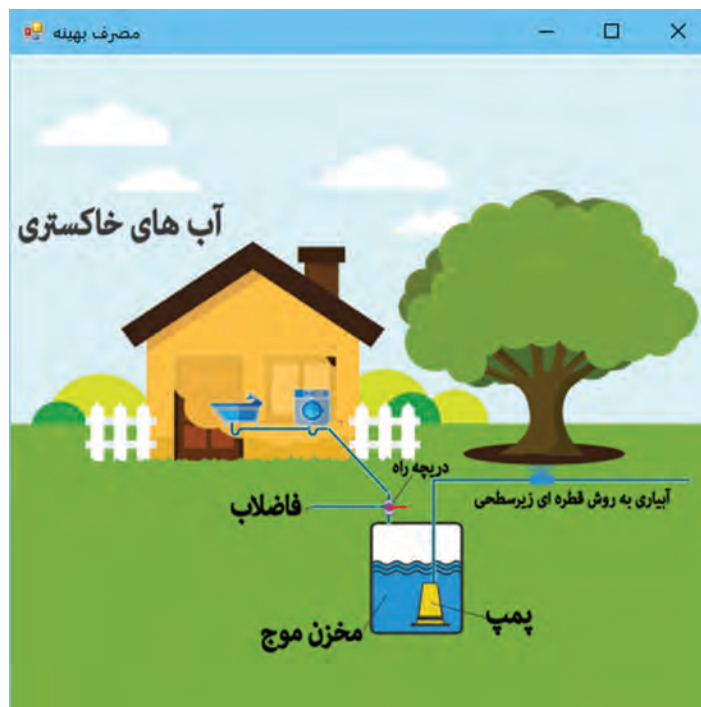 مصرف بهینه
آب های خاکستری
دریچه راه
فاضلاب
آبیاری به روش قطره ای زیرسطحی
پمپ
مخزن موج